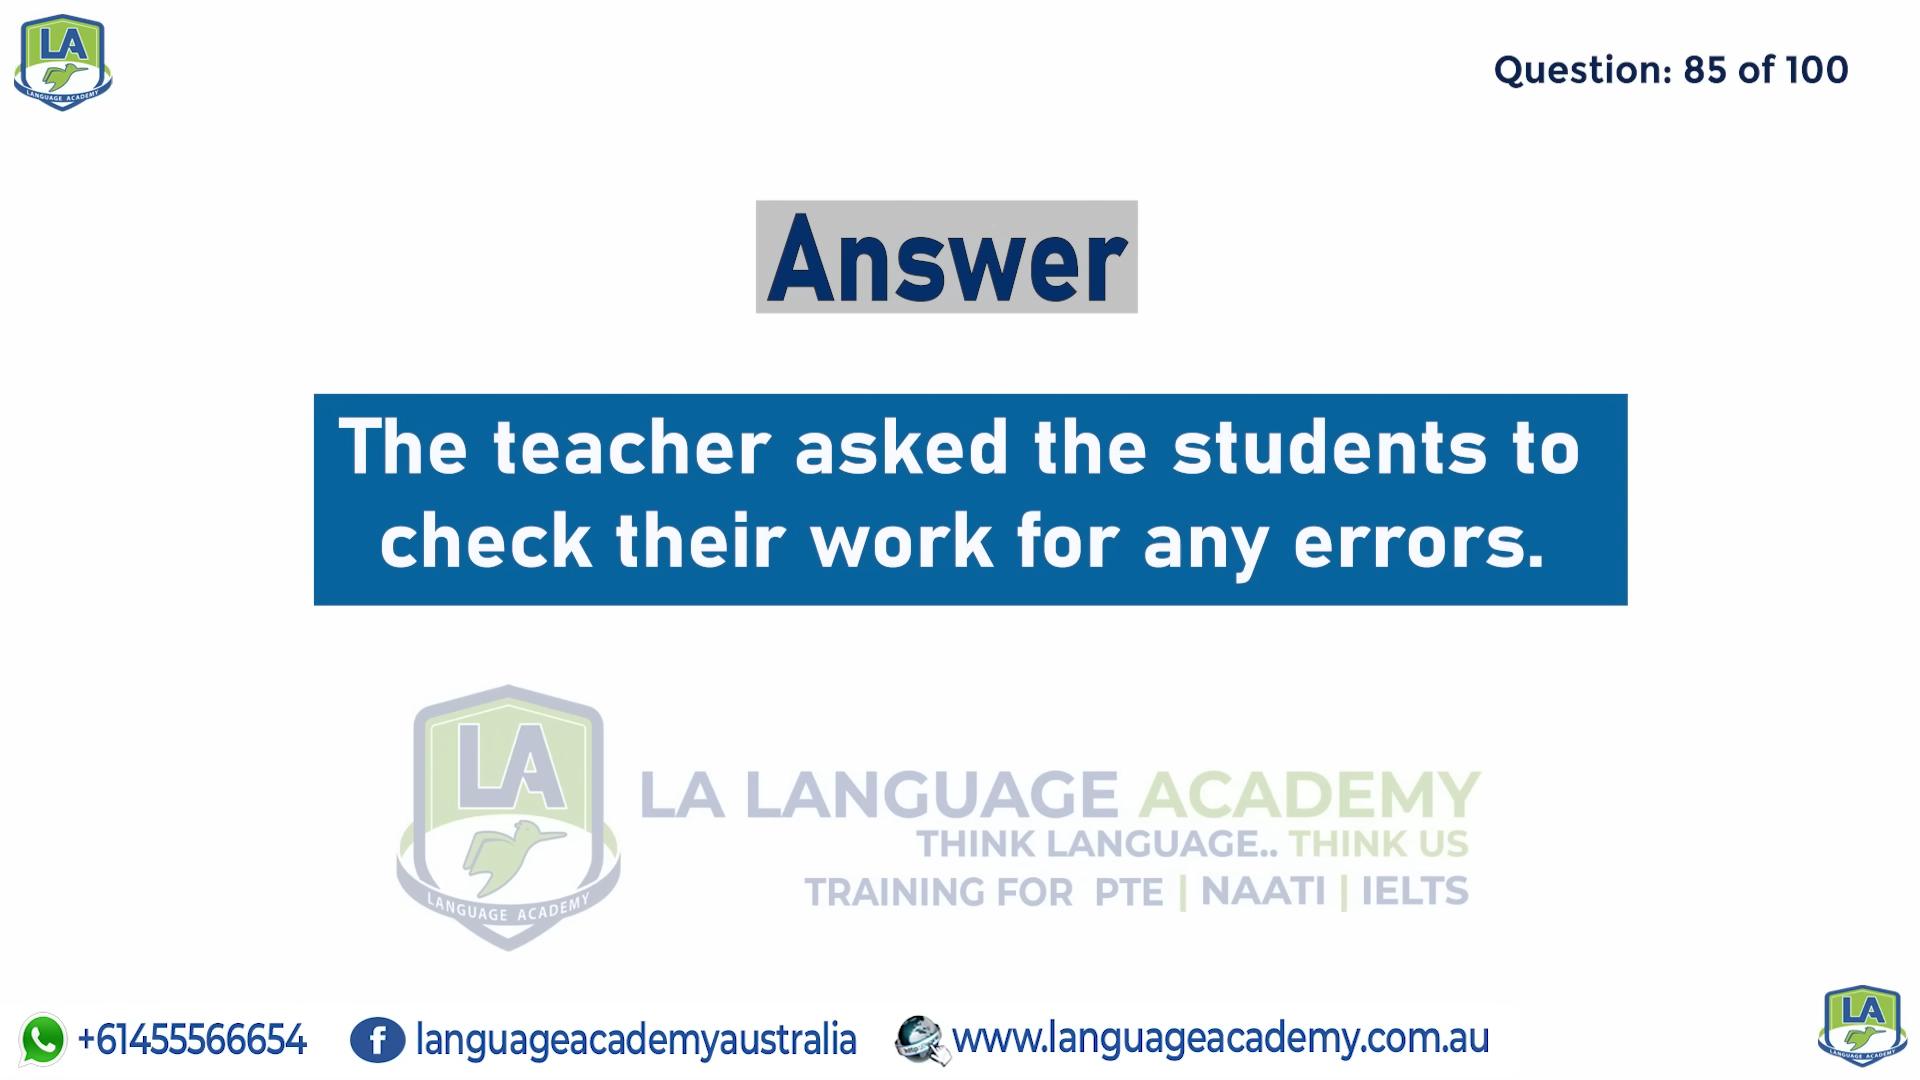 LA
LANGUAGE ACADEMY
Question: 85 of 100
Answer
The teacher asked the students to
check their work for any errors.
LA
LANGUAGE ACADEMY
LA LANGUAGE ACADEMY
THINK LANGUAGE.. THINK US
TRAINING FOR PTE | NAATI | IELTS
+61455566654
languageacademyaustralia
www.languageacademy.com.au
LA
LANGUAGE ACADEMY